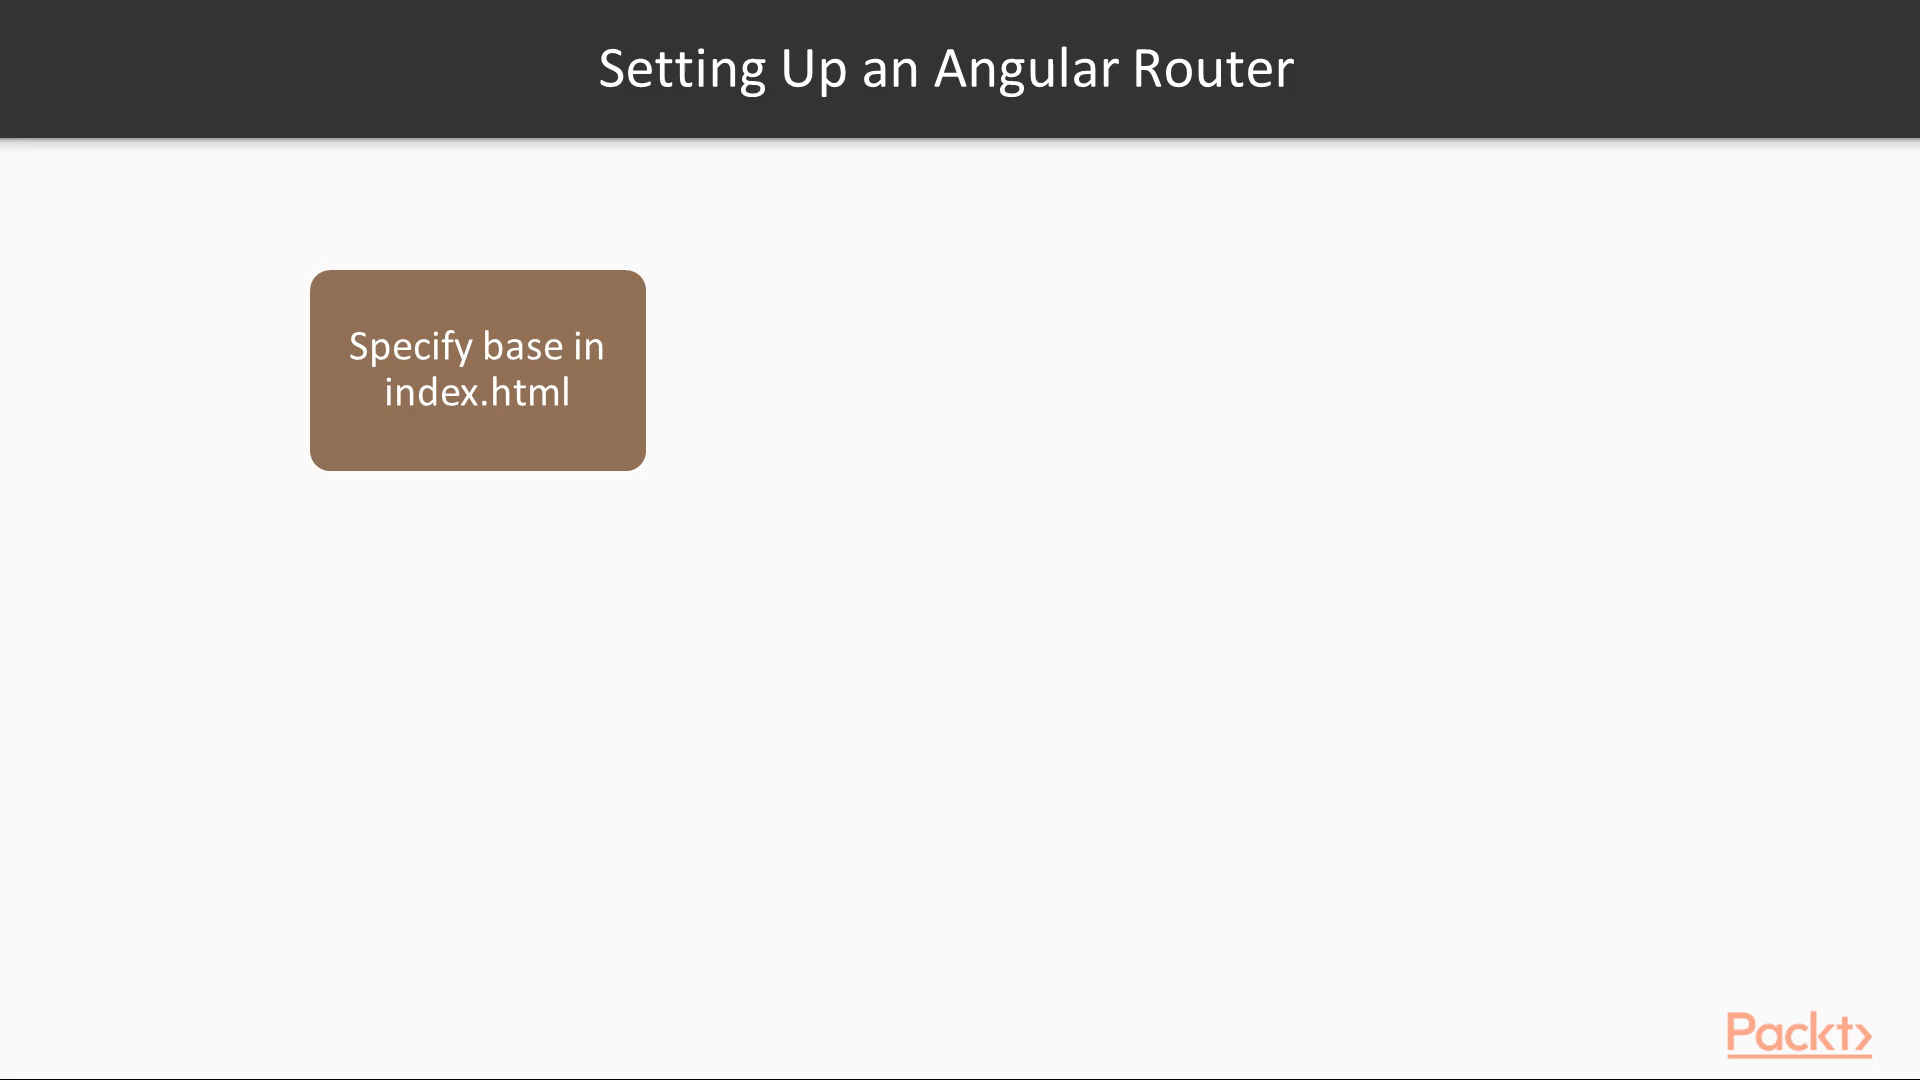 Setting Up an Angular Router
Specify base in
index.html
Packt